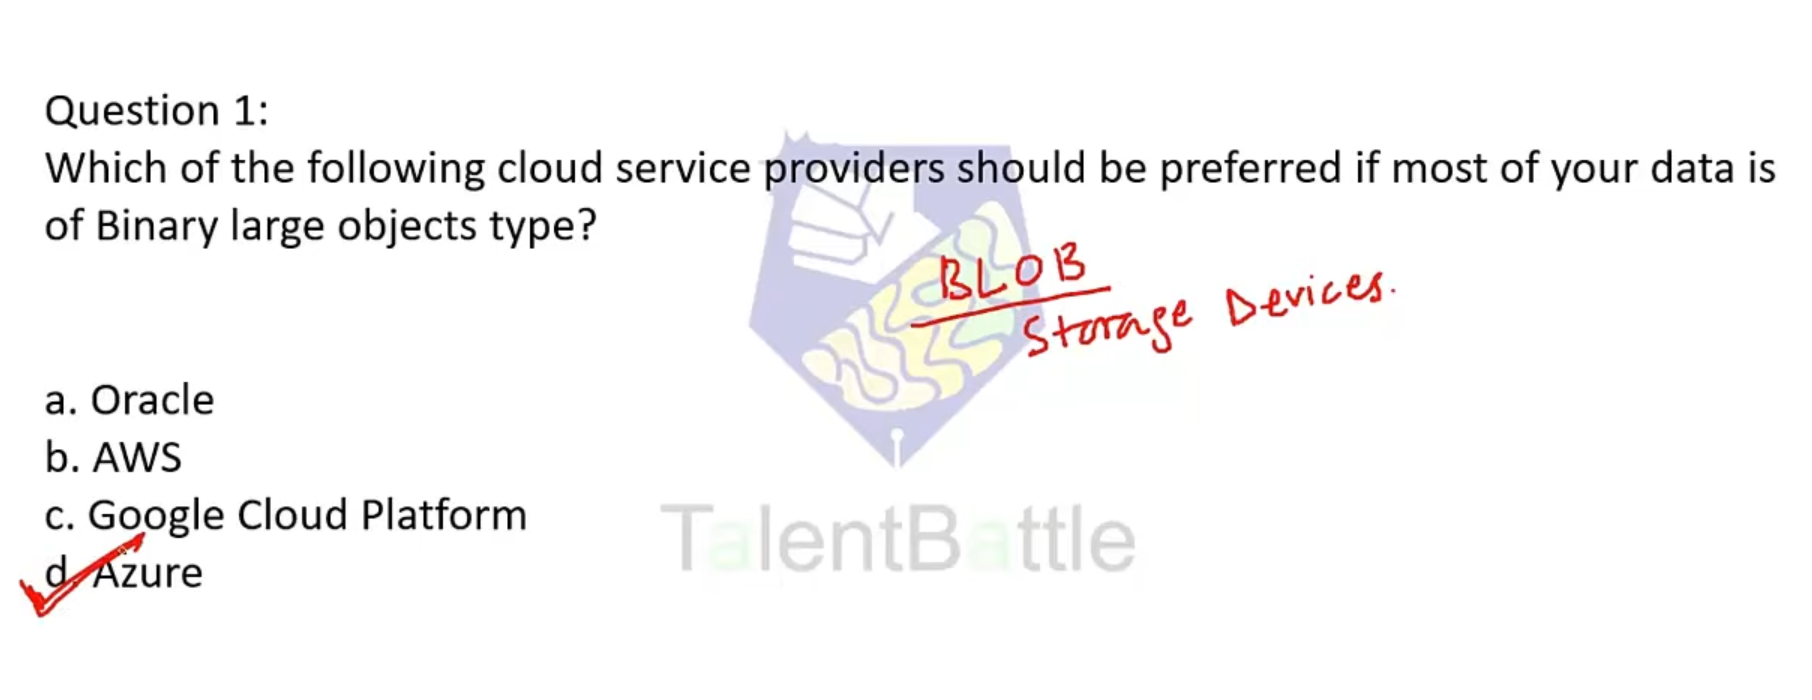 Question 1:
Which of the following cloud service providers should be preferred if most of your data is
of Binary large objects type?
BLOB
Storage Devices.
a. Oracle
b. AWS
c. Google Cloud Platform
d. Azure
TalentBattle